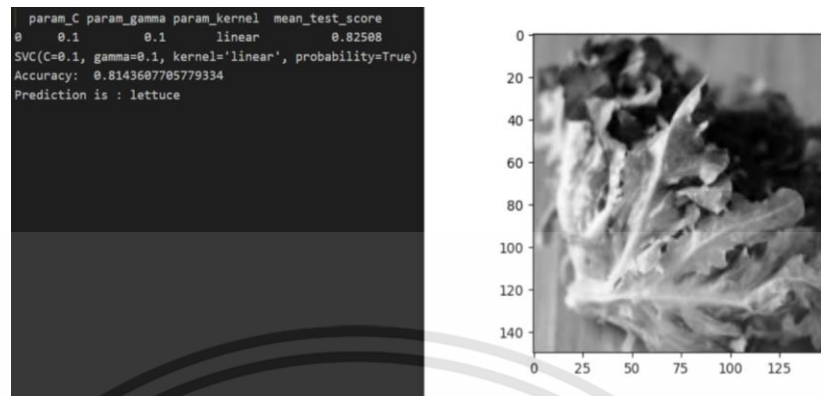 param_C param_gamma param_kernel mean_test_score
0 0.1 0.1 linear 0.82508
SVC(C=0.1, gamma=0.1, kernel='linear', probability=True)
Accuracy: 0.8143607705779334
Prediction is : lettuce
0
20
40
60
80
100
120
140
0 25 50 75 100 125